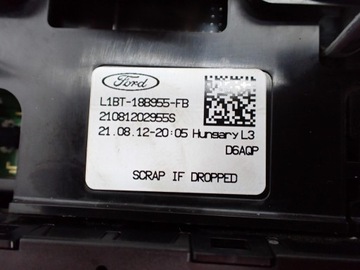 Ford
L1BT-18B955-FB
21081202955S
21.08.12-20:05 Hungary L3
D6AQP
SCRAP IF DROPPED